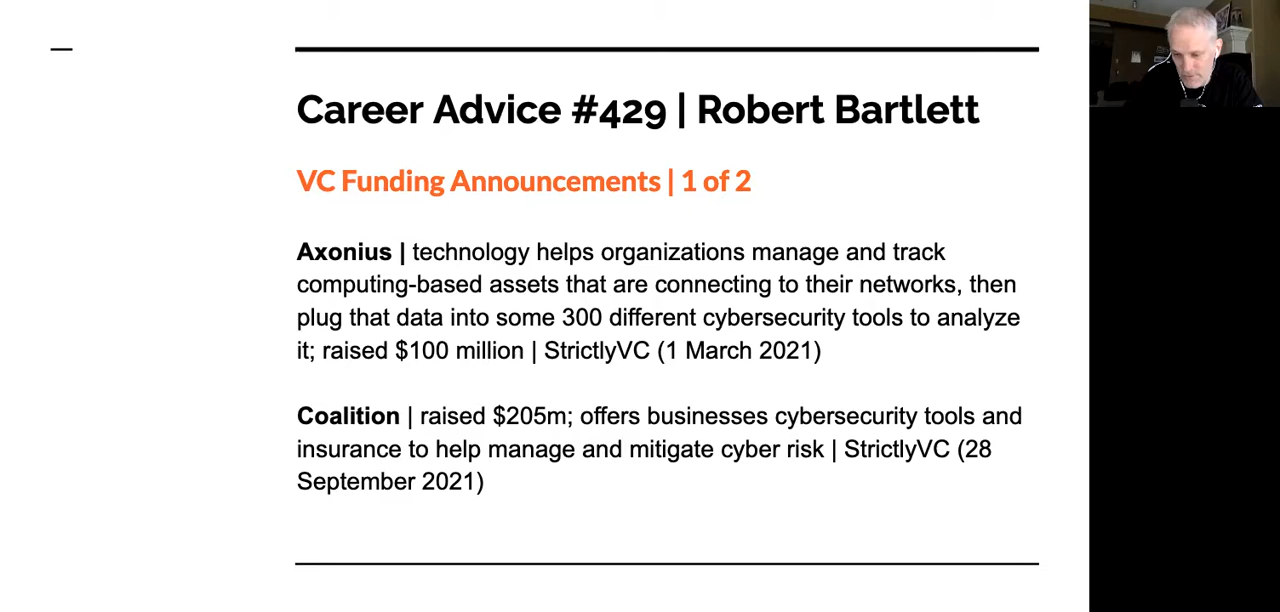 Career Advice #429 | Robert Bartlett
VC Funding Announcements | 1 of 2
Axonius | technology helps organizations manage and track
computing-based assets that are connecting to their networks, then
plug that data into some 300 different cybersecurity tools to analyze
it; raised $100 million | StrictlyVC (1 March 2021)
Coalition | raised $205m; offers businesses cybersecurity tools and
insurance to help manage and mitigate cyber risk | StrictlyVC (28
September 2021)